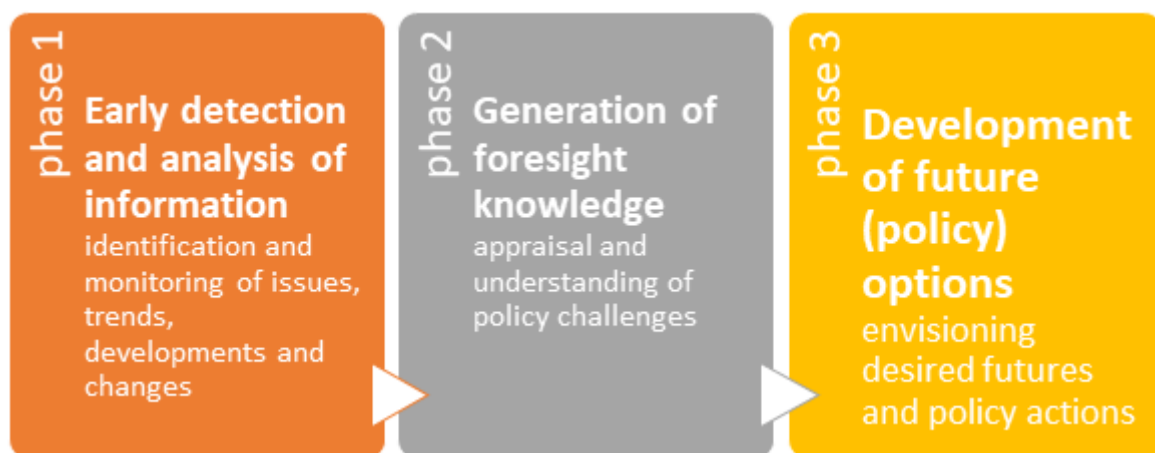 phase 1
Early detection
and analysis of
information
identification and
monitoring of issues,
trends,
developments and
changes
phase 2
Generation of
foresight
knowledge
appraisal and
understanding of
policy challenges
phase 3
Development
of future
(policy)
options
envisioning
desired futures
and policy actions